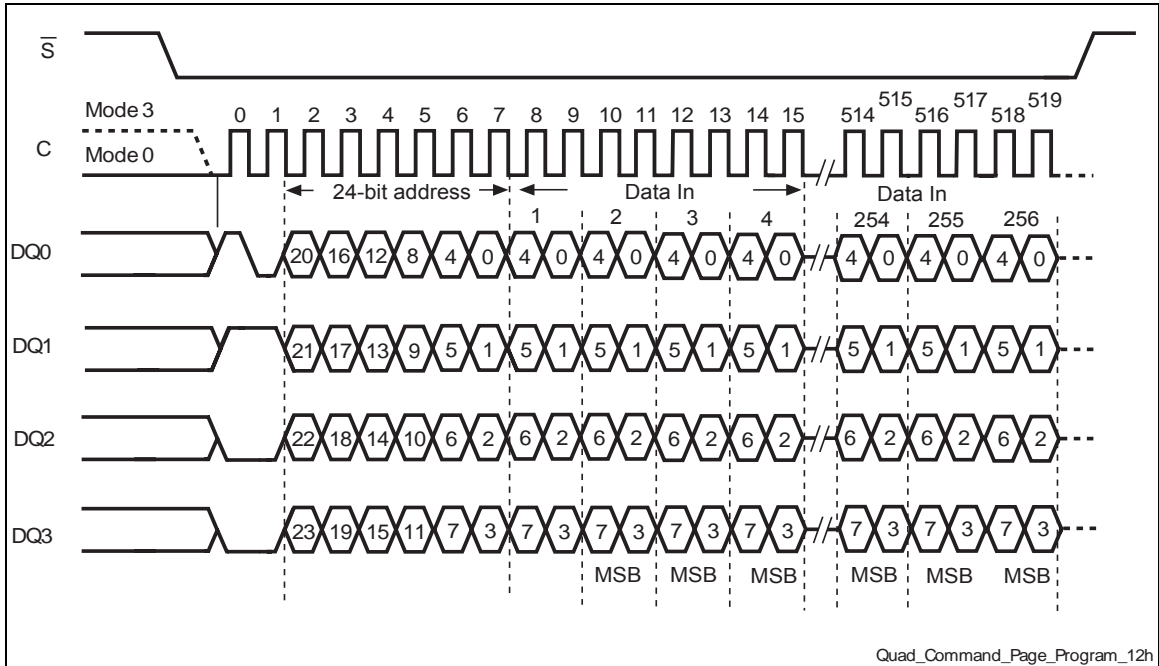 S
Mode 3
0 1 2 3 4 5 6 7 8 9 10 11 12 13 14 15 514 515 516 517 518 519
C
Mode 0
24-bit address Data In Data In
1 2 3 4 254 255 256
DQ0 20 16 12 8 4 0 4 0 4 0 4 0 4 0 4 0 4 0 4 0
DQ1 21 17 13 9 5 1 5 1 5 1 5 1 5 1 5 1 5 1 5 1
DQ2 22 18 14 10 6 2 6 2 6 2 6 2 6 2 6 2 6 2 6 2
DQ3 23 19 15 11 7 3 7 3 7 3 7 3 7 3 7 3 7 3 7 3
MSB MSB MSB MSB MSB MSB
Quad_Command_Page_Program_12h